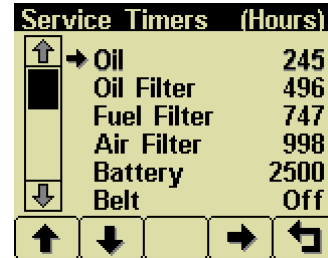 Service Timers (Hours)
Oil 245
Oil Filter 496
Fuel Filter 747
Air Filter 998
Battery 2500
Belt Off